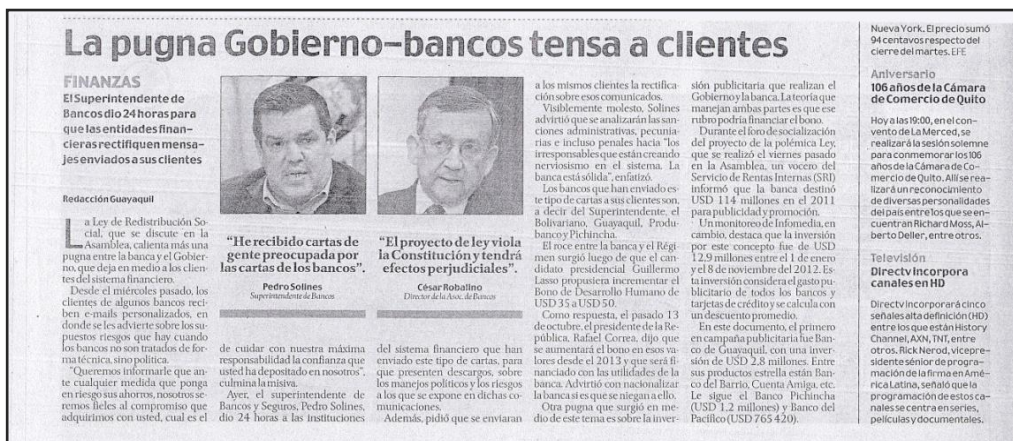 La pugna Gobierno–bancos tensa a clientes
FINANZAS
El Superintendente de
Bancos dio 24 horas para
que las entidades finan-
cieras rectifiquen mensa-
jes enviados a sus clientes
Redacción Guayaquil
La Ley de Redistribución So-
cial, que se discute en la
Asamblea, calienta más una
pugna entre la banca y el Gobier-
no, que deja en medio a los clien-
tes del sistema financiero.
Desde el miércoles pasado, los
clientes de algunos bancos reci-
ben e-mails personalizados, en
donde se les advierte sobre los su-
puestos riesgos que hay cuando
los bancos no son tratados de for-
ma técnica, sino política.
"Queremos informarle que an-
te cualquier medida que ponga
en riesgo sus ahorros, nosotros se-
remos fieles al compromiso que
adquirimos con usted, cual es el
"He recibido cartas de
gente preocupada por
las cartas de los bancos".
Pedro Solines
Superintendente de Bancos
"El proyecto de ley viola
la Constitución y tendrá
efectos perjudiciales".
César Robalino
Director de la Asoc. de Bancos
de cuidar con nuestra máxima
responsabilidad la confianza que
usted ha depositado en nosotros",
culmina la misiva.
Ayer, el superintendente de
Bancos y Seguros, Pedro Solines,
dio 24 horas a las instituciones
del sistema financiero que han
enviado este tipo de cartas, para
que presenten descargos, sobre
los manejos políticos y los riesgos
a los que se expone en dichas co-
municaciones.
Además, pidió que se enviaran
a los mismos clientes la rectifica-
ción sobre esos comunicados.
Visiblemente molesto, Solines
advirtió que se analizarán las san-
ciones administrativas, pecunia-
rias e incluso penales hacia "los
irresponsables que están creando
nerviosismo en el sistema. La
banca está sólida", enfatizó.
Los bancos que han enviado es-
te tipo de cartas a sus clientes son,
a decir del Superintendente, el
Bolivariano, Guayaquil, Produ-
banco y Pichincha.
El roce entre la banca y el Régi-
men surgió luego de que el can-
didato presidencial Guillermo
Lasso propusiera incrementar el
Bono de Desarrollo Humano de
USD 35 a USD 50.
Como respuesta, el pasado 13
de octubre, el presidente de la Re-
pública, Rafael Correa, dijo que
se aumentará el bono en esos va-
lores desde el 2013 y que será fi-
nanciado con las utilidades de la
banca. Advirtió con nacionalizar
la banca si es que se niegan a ello.
Otra pugna que surgió en me-
dio de este tema es sobre la inver-
sión publicitaria que realizan el
Gobierno y la banca. La teoría que
manejan ambas partes es que ese
rubro podría financiar el bono.
Durante el foro de socialización
del proyecto de la polémica Ley,
que se realizó el viernes pasado
en la Asamblea, un vocero del
Servicio de Rentas Internas (SRI)
informó que la banca destinó
USD 114 millones en el 2011
para publicidad y promoción.
Un monitoreo de Infomedia, en
cambio, destaca que la inversión
por este concepto fue de USD
12,9 millones entre el 1 de enero
y el 8 de noviembre del 2012. Es-
ta inversión considera el gasto pu-
blicitario de todos los bancos y
tarjetas de crédito y se calcula con
un descuento promedio.
En este documento, el primero
en campaña publicitaria fue Ban-
co de Guayaquil, con una inver-
sión de USD 2,8 millones. Entre
sus productos estrella están Ban-
co del Barrio, Cuenta Amiga, etc.
Le sigue el Banco Pichincha
(USD 1,2 millones) y Banco del
Pacífico (USD 765 420).
Nueva York. El precio sumó
94 centavos respecto del
cierre del martes. EFE
Aniversario
106 años de la Cámara
de Comercio de Quito
Hoy a las 19:00, en el con-
vento de La Merced, se
realizará la sesión solemne
para conmemorar los 106
años de la Cámara de Co-
mercio de Quito. Allí se rea-
lizará un reconocimiento
de diversas personalidades
del país entre los que se en-
cuentran Richard Moss, Al-
berto Deller, entre otros.
Televisión
Directv incorpora
canales en HD
Directv incorporará cinco
señales alta definición (HD)
entre los que están History
Channel, AXN, TNT, entre
otros. Rick Nerod, vicepre-
sidente sénior de progra-
mación de la firma en Amé-
rica Latina, señaló que la
programación de estos ca-
nales se centra en series,
películas y documentales.